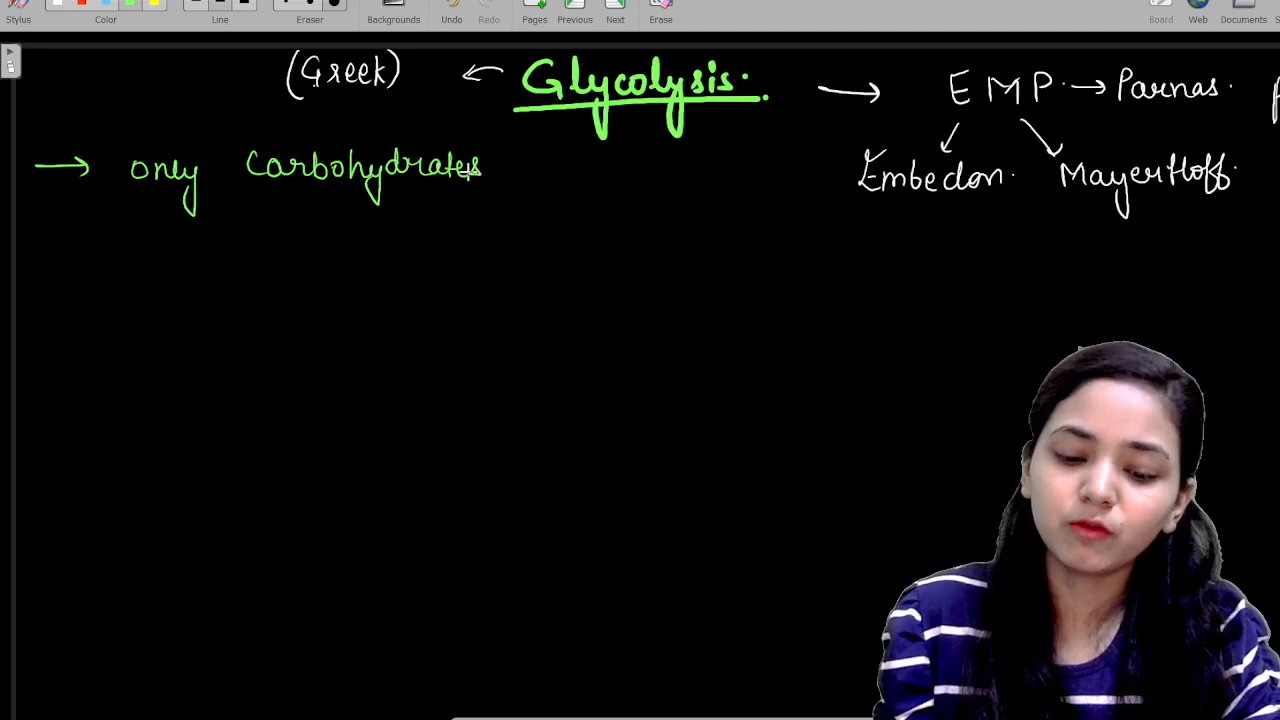 Stylus Color Line Eraser Backgrounds Undo Redo Pages Previous Next Erase Board Web Documents
(Greek) ← Glycolysis. → E M P. → Parnas.
→ only Carbohydrates
Embedon. Mayerhoff.